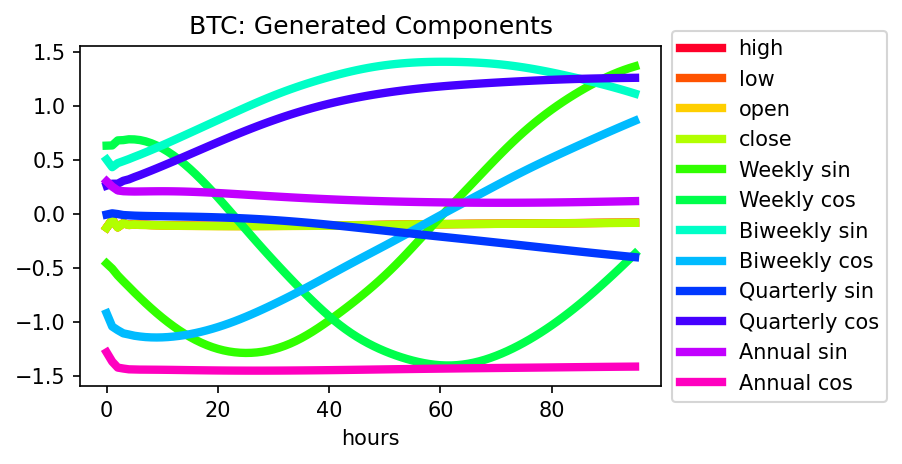 BTC: Generated Components
1.5
1.0
0.5
0.0
−0.5
−1.0
−1.5
0 20 40 60 80
hours
high
low
open
close
Weekly sin
Weekly cos
Biweekly sin
Biweekly cos
Quarterly sin
Quarterly cos
Annual sin
Annual cos